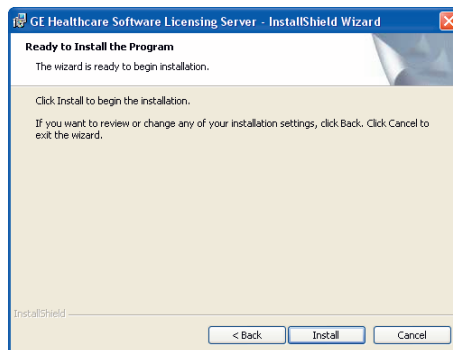 GE Healthcare Software Licensing Server - InstallShield Wizard
Ready to Install the Program
The wizard is ready to begin installation.
Click Install to begin the installation.
If you want to review or change any of your installation settings, click Back. Click Cancel to
exit the wizard.
InstallShield
< Back
Install
Cancel